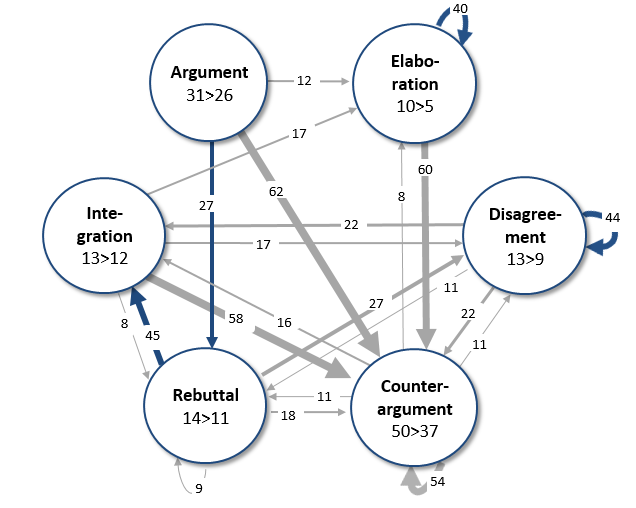 40
Argument
31>26
12
Elabo-
ration
10>5
17
62
60
27
8
Inte-
gration
13>12
22
17
Disagree-
ment
13>9
44
11
27
22
58
16
8
45
11
Rebuttal
14>11
11
18
Counter-
argument
50>37
9
54